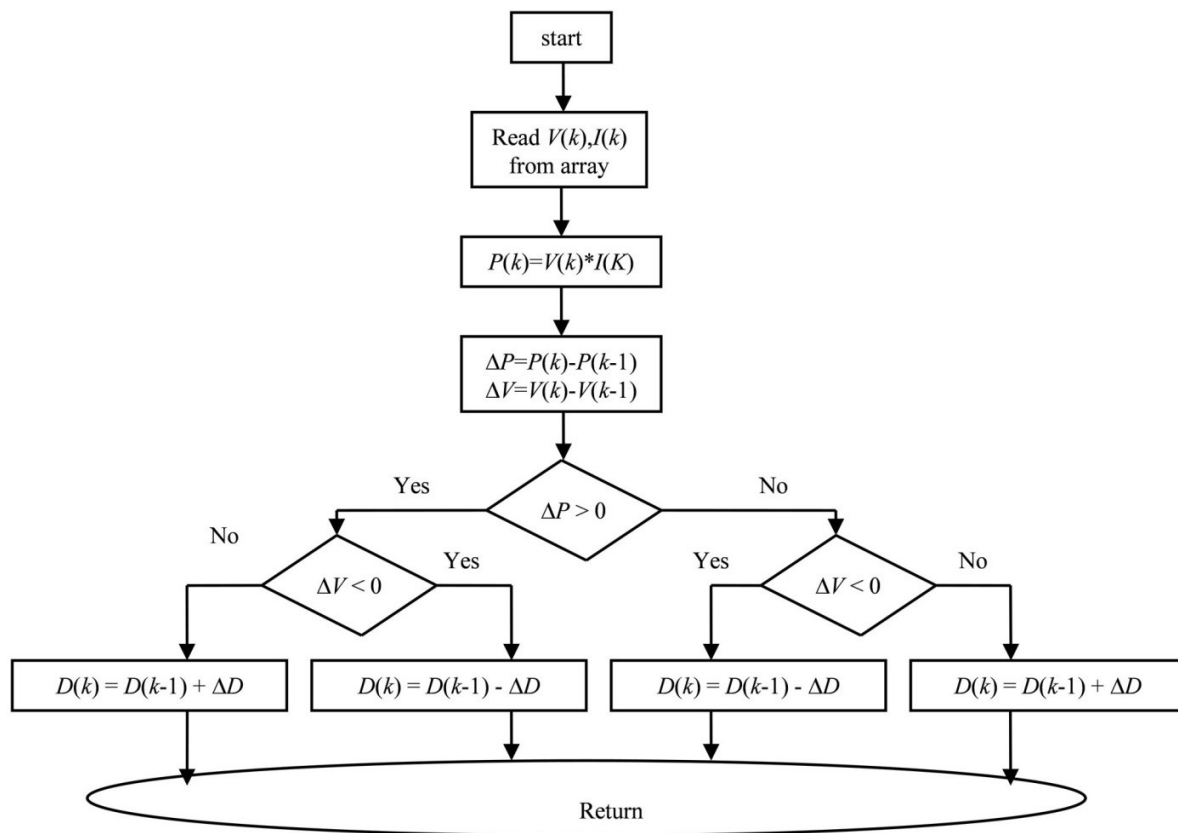 start
Read V(k),I(k)
from array
P(k)=V(k)*I(K)
ΔP=P(k)-P(k-1)
ΔV=V(k)-V(k-1)
Yes
ΔP > 0
No
No
ΔV < 0
Yes
Yes
ΔV < 0
No
D(k) = D(k-1) + ΔD
D(k) = D(k-1) - ΔD
D(k) = D(k-1) - ΔD
D(k) = D(k-1) + ΔD
Return